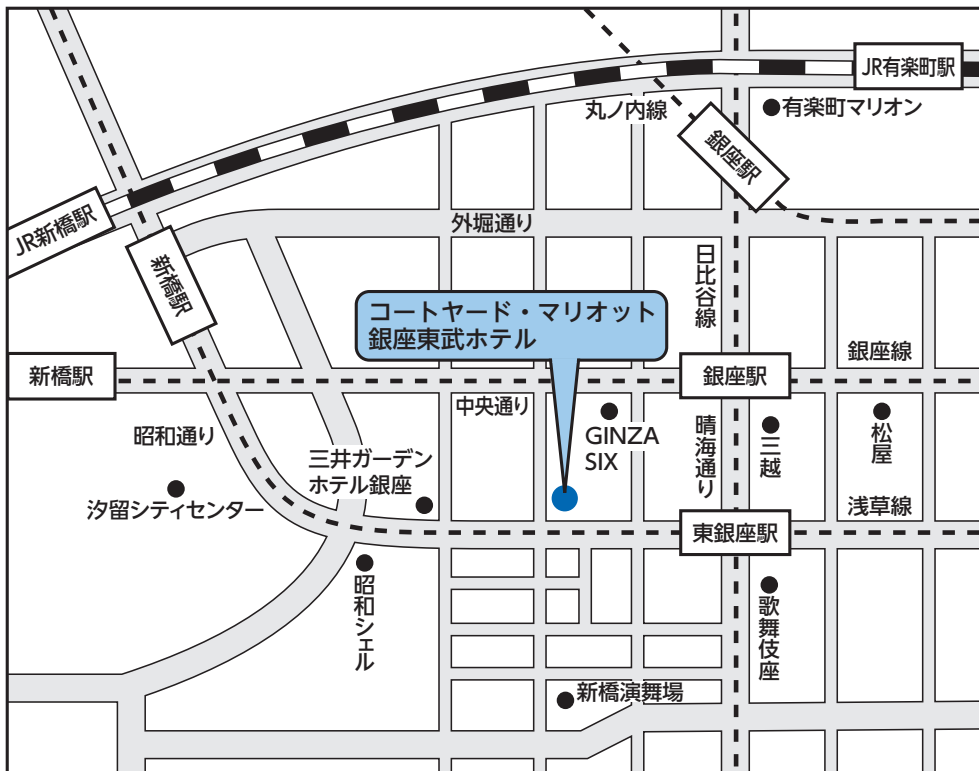 JR有楽町駅
丸ノ内線
有楽町マリオン
銀座駅
JR新橋駅
外堀通り
新橋駅
日比谷線
コートヤード・マリオット
銀座東武ホテル
銀座線
新橋駅
銀座駅
中央通り
昭和通り
GINZA
SIX
晴海通り
三越
松屋
三井ガーデン
ホテル銀座
汐留シティセンター
浅草線
東銀座駅
昭和シェル
歌舞伎座
新橋演舞場